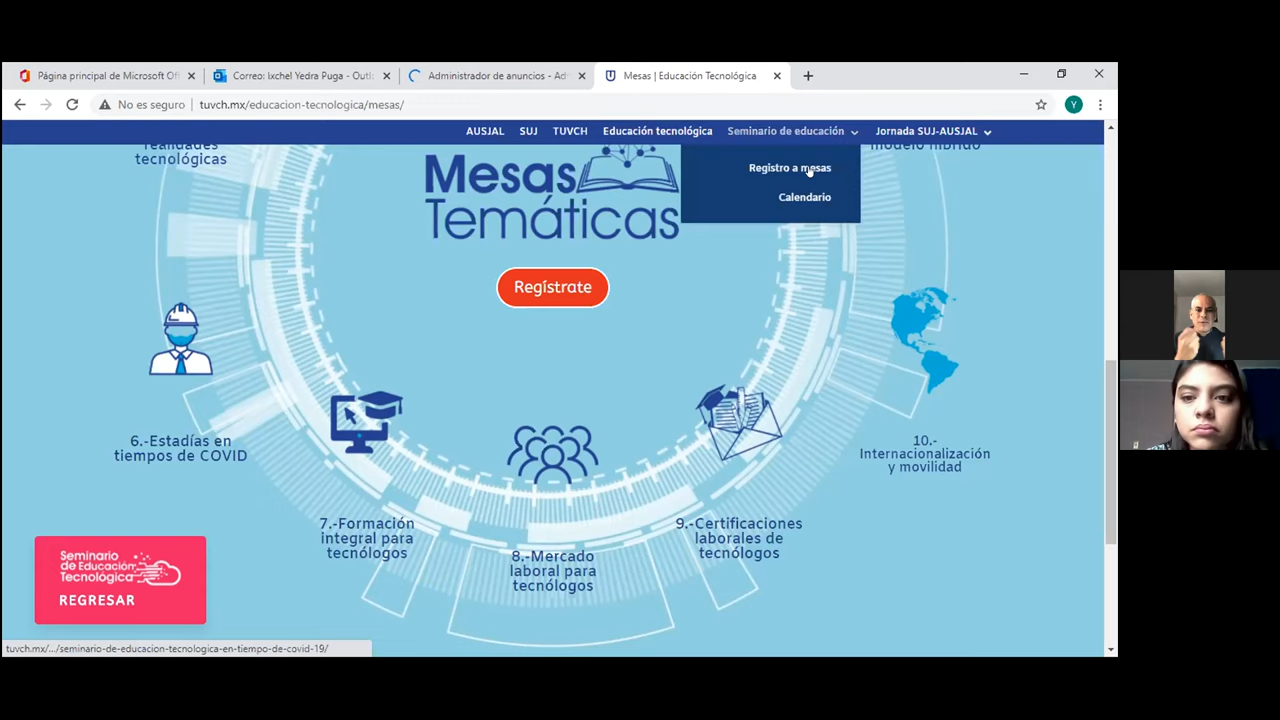 Página principal de Microsoft Ofi
Correo: Ixchel Yedra Puga - Outl
Administrador de anuncios - Ad
Mesas | Educación Tecnológica
No es seguro
tuvch.mx/educacion-tecnologica/mesas/
Y
AUSJAL
SUJ
TUVCH
Educación tecnológica
Seminario de educación
Jornada SUJ-AUSJAL
Registro a mesas
Calendario
realidades
tecnológicas
modelo híbrido
Mesas
Temáticas
Regístrate
6.-Estadías en
tiempos de COVID
7.-Formación
integral para
tecnólogos
8.-Mercado
laboral para
tecnólogos
9.-Certificaciones
laborales de
tecnólogos
10.-
Internacionalización
y movilidad
Seminario
de Educación
Tecnológica
REGRESAR
tuvch.mx/.../seminario-de-educacion-tecnologica-en-tiempo-de-covid-19/